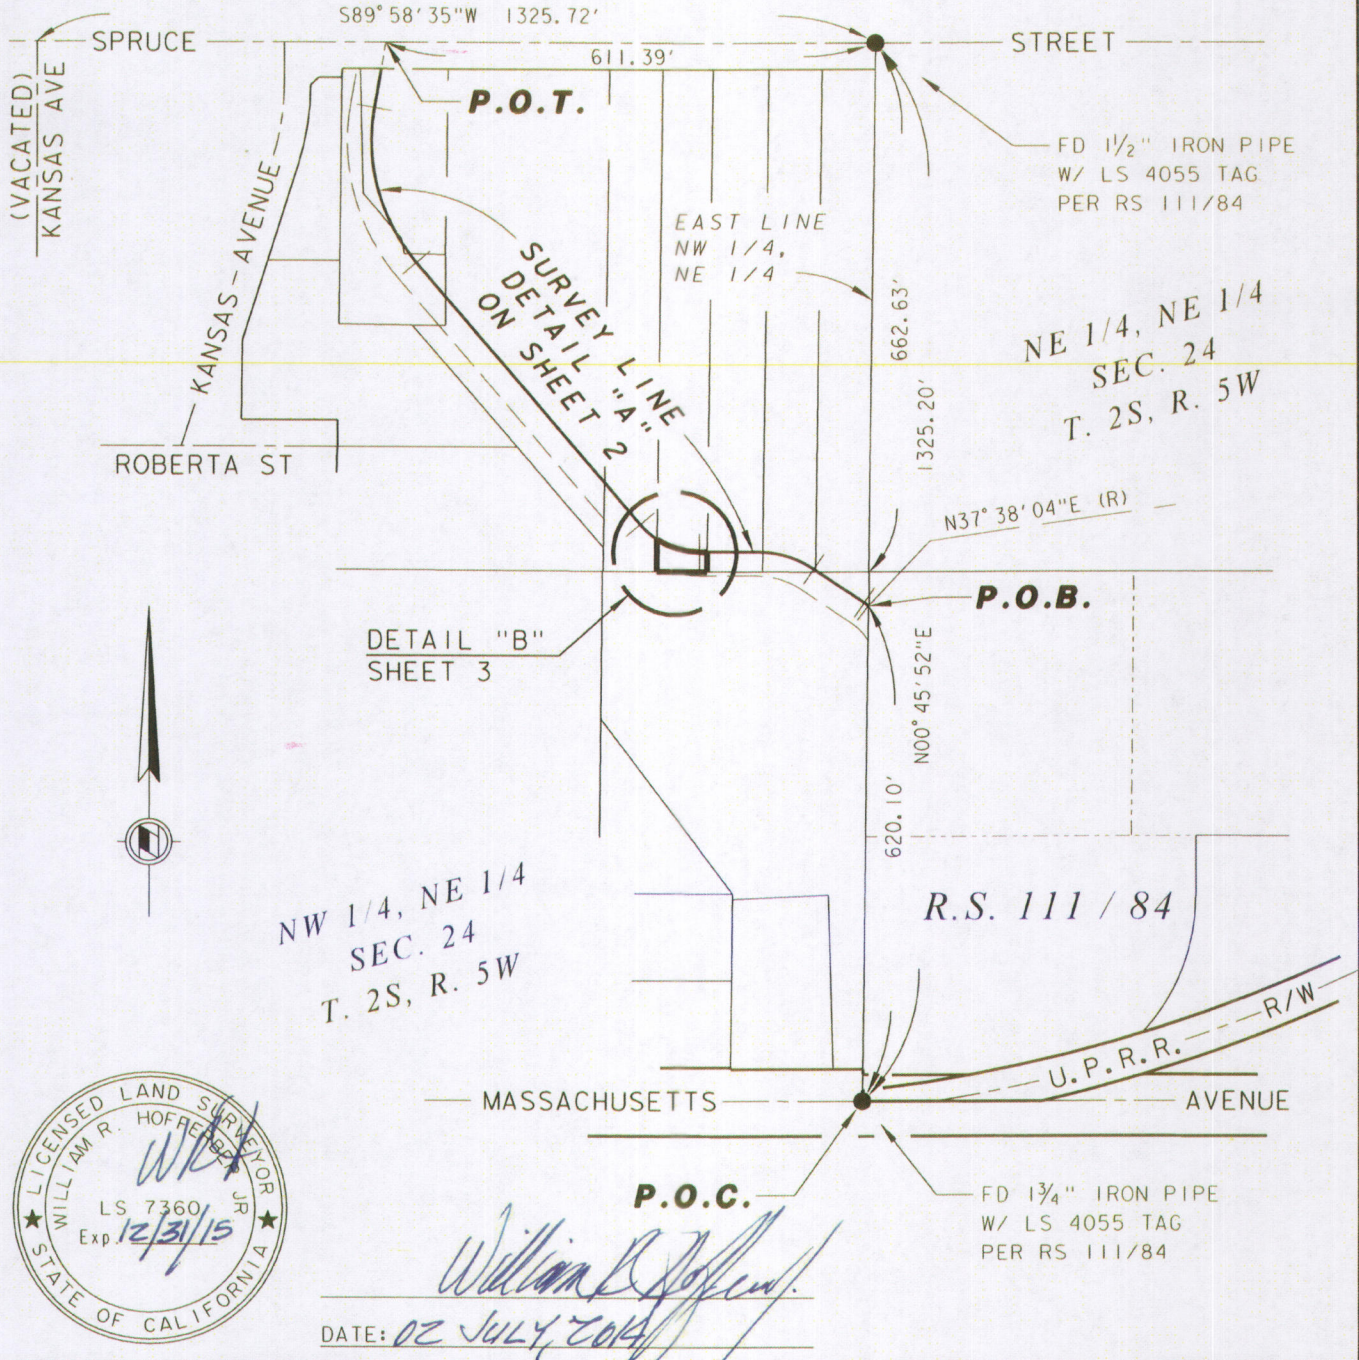 S89°58'35"W 1325.72'
SPRUCE
STREET
611.39'
(VACATED)
KANSAS AVE
P.O.T.
FD 1 1/2" IRON PIPE
W/ LS 4055 TAG
PER RS 111/84
KANSAS AVENUE
EAST LINE
NW 1/4,
NE 1/4
SURVEY LINE
DETAIL "A"
ON SHEET 2
662.63'
1325.20'
NE 1/4, NE 1/4
SEC. 24
T. 2S, R. 5W
ROBERTA ST
N37°38'04"E (R)
P.O.B.
DETAIL "B"
SHEET 3
N00°45'52"E
620.10'
NW 1/4, NE 1/4
SEC. 24
T. 2S, R. 5W
R.S. 111 / 84
U.P.R.R. R/W
MASSACHUSETTS
AVENUE
P.O.C.
FD 1 3/4" IRON PIPE
W/ LS 4055 TAG
PER RS 111/84
LICENSED LAND SURVEYOR
WILLIAM R. JR
LS 7360
Exp. 12/31/15
STATE OF CALIFORNIA
William R
DATE: 02 JULY, 2014